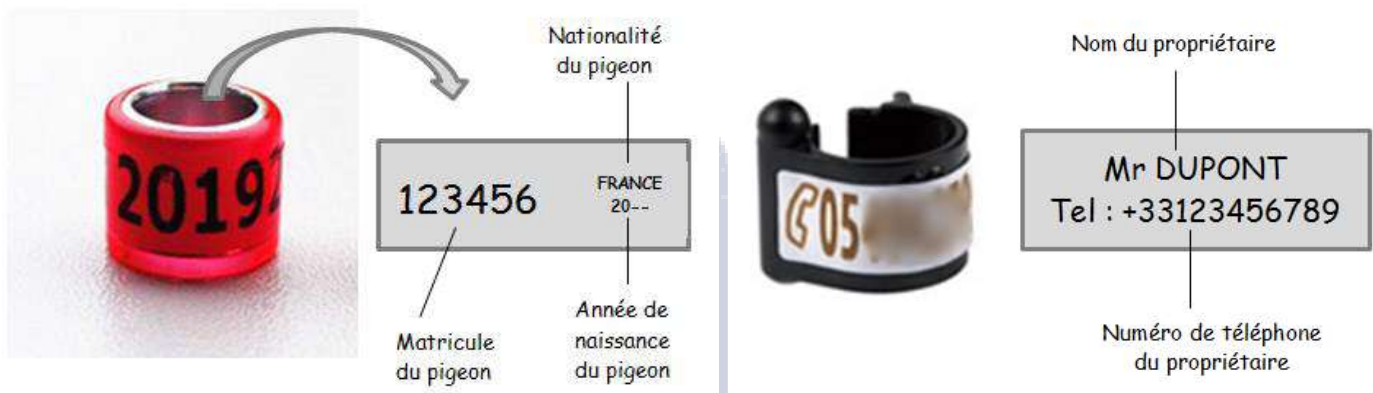 2019
Nationalité
du pigeon
123456
FRANCE
20--
Matricule
du pigeon
Année de
naissance
du pigeon
05
Nom du propriétaire
Mr DUPONT
Tel : +33123456789
Numéro de téléphone
du propriétaire